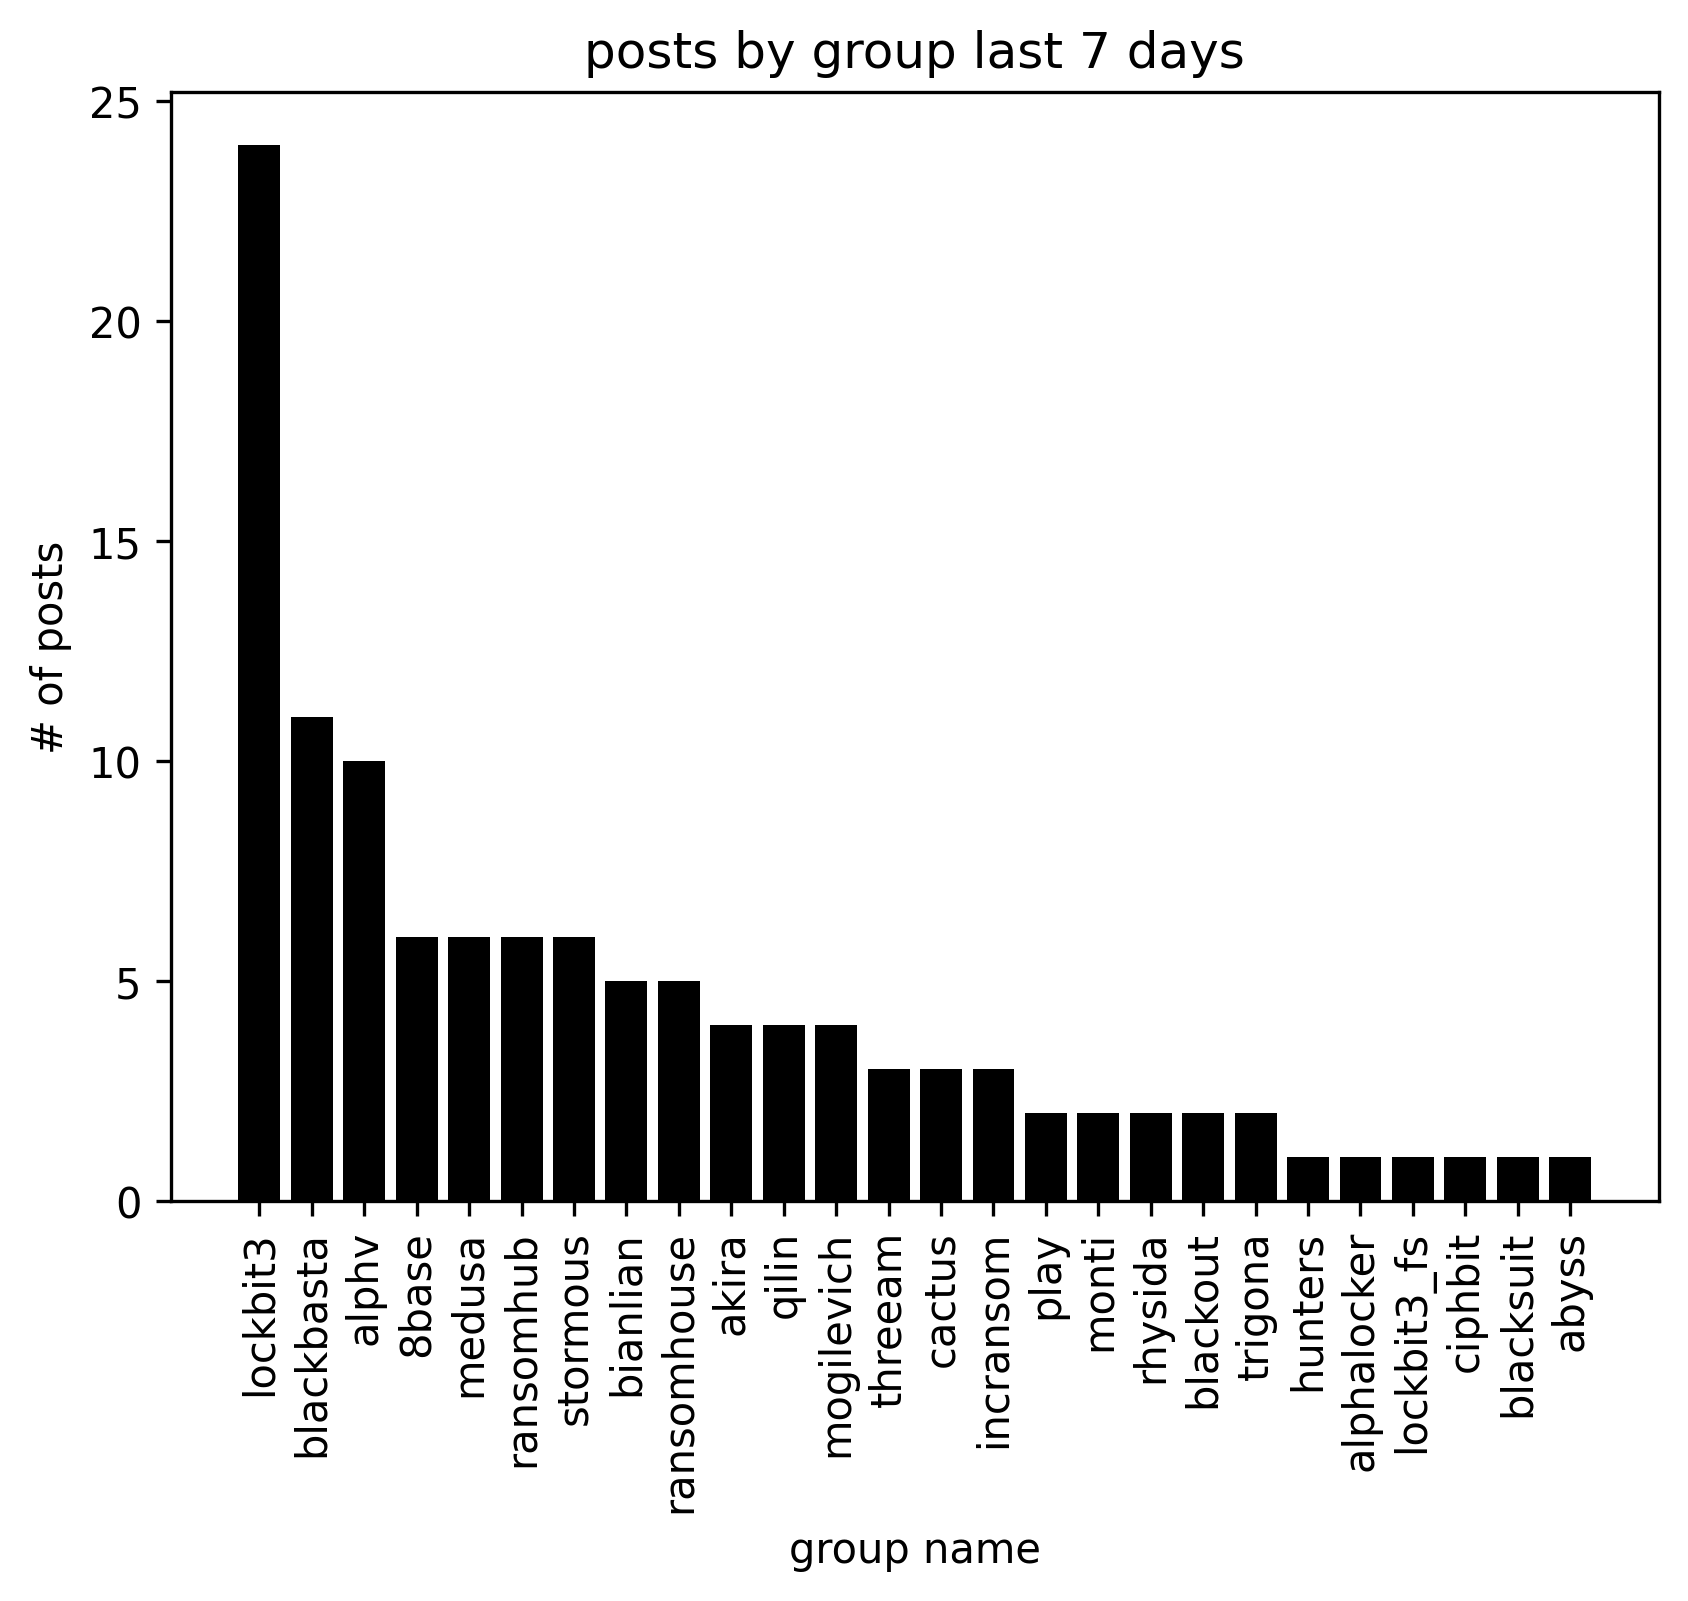 posts by group last 7 days
25
20
15
10
5
0
# of posts
lockbit3
blackbasta
alphv
8base
medusa
ransomhub
stormous
bianlian
ransomhouse
akira
qilin
mogilevich
threeam
cactus
incransom
play
monti
rhysida
blackout
trigona
hunters
alphalocker
lockbit3_fs
ciphbit
blacksuit
abyss
group name